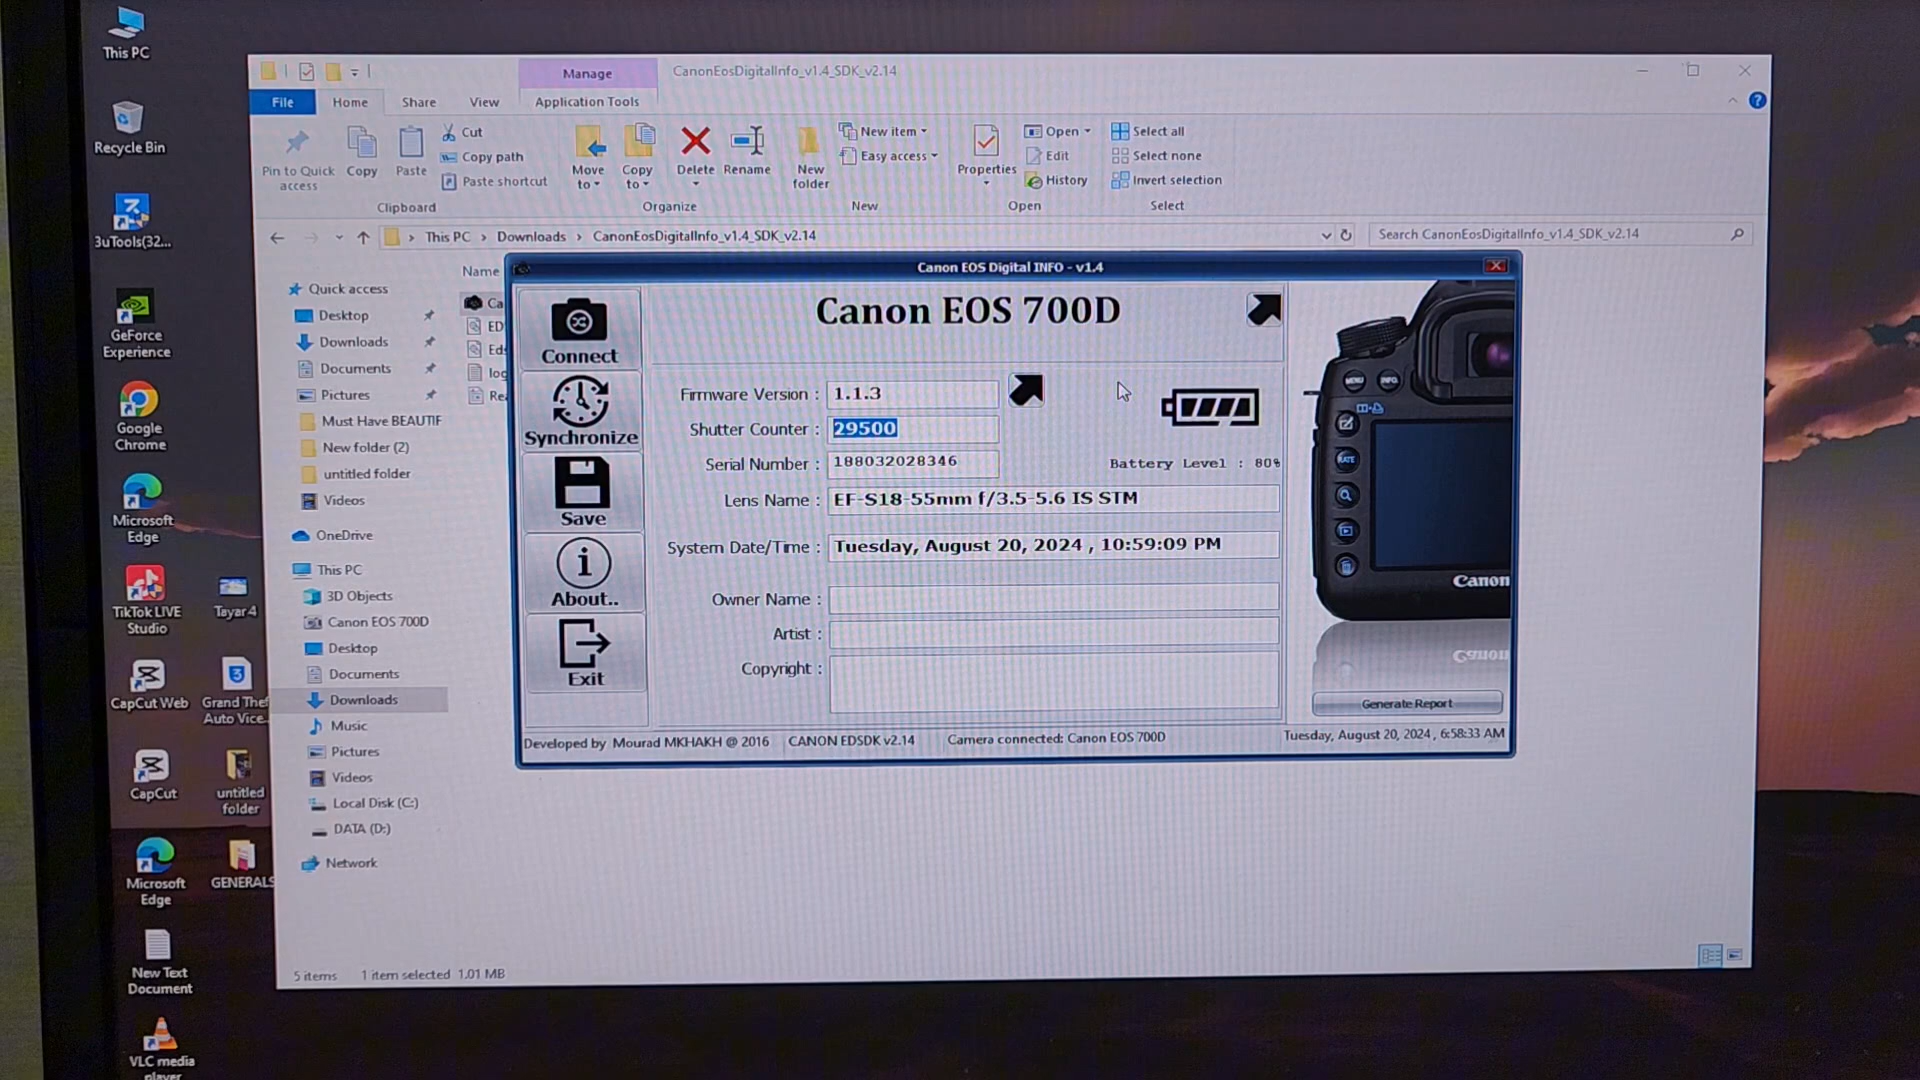 This PC
Recycle Bin
3uTools(32...
GeForce
Experience
Google
Chrome
Microsoft
Edge
TikTok LIVE
Studio
Tayar 4
CapCut Web
Grand Thef
Auto Vice...
CapCut
untitled
folder
Microsoft
Edge
GENERALS
New Text
Document
VLC media
player
Manage
CanonEosDigitalInfo_v1.4_SDK_v2.14
File
Home
Share
View
Application Tools
Pin to Quick
access
Copy
Paste
Cut
Copy path
Paste shortcut
Clipboard
Move
to
Copy
to
Delete
Rename
Organize
New
folder
New item
Easy access
New
Properties
Open
Edit
History
Open
Select all
Select none
Invert selection
Select
This PC > Downloads > CanonEosDigitalInfo_v1.4_SDK_v2.14
Search CanonEosDigitalInfo_v1.4_SDK_v2.14
Name
Ca
ED
Eds
log
Re
Quick access
Desktop
Downloads
Documents
Pictures
Must Have BEAUTIF
New folder (2)
untitled folder
Videos
OneDrive
This PC
3D Objects
Canon EOS 700D
Desktop
Documents
Downloads
Music
Pictures
Videos
Local Disk (C:)
DATA (D:)
Network
5 items
1 item selected 1.01 MB
Canon EOS Digital INFO - v1.4
Connect
Synchronize
Save
About..
Exit
Canon EOS 700D
Firmware Version : 1.1.3
Shutter Counter : 29500
Serial Number : 188032028346
Battery Level : 80%
Lens Name : EF-S18-55mm f/3.5-5.6 IS STM
System Date/Time : Tuesday, August 20, 2024 , 10:59:09 PM
Owner Name :
Artist :
Copyright :
MENU
INFO.
RATE
Canon
Generate Report
Developed by Mourad MKHAKH @ 2016
CANON EDSDK v2.14
Camera connected: Canon EOS 700D
Tuesday, August 20, 2024 , 6:58:33 AM